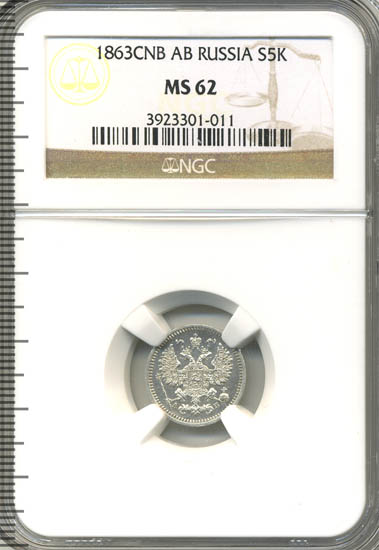 1863CNB AB RUSSIA S5K
MS 62
3923301-011
NGC